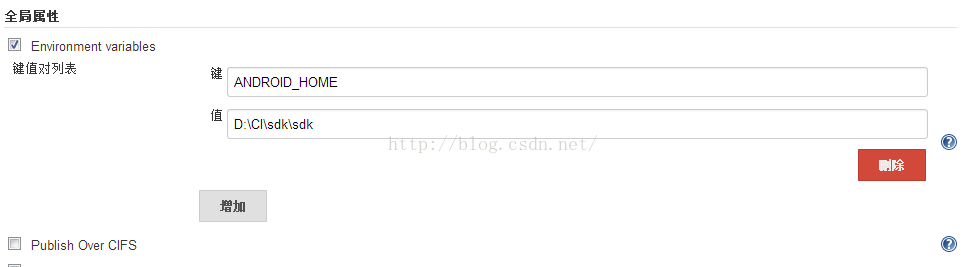 全局属性
Environment variables
键值对列表
键
ANDROID_HOME
值
D:\CI\sdk\sdk
http://blog.csdn.net/
删除
增加
Publish Over CIFS